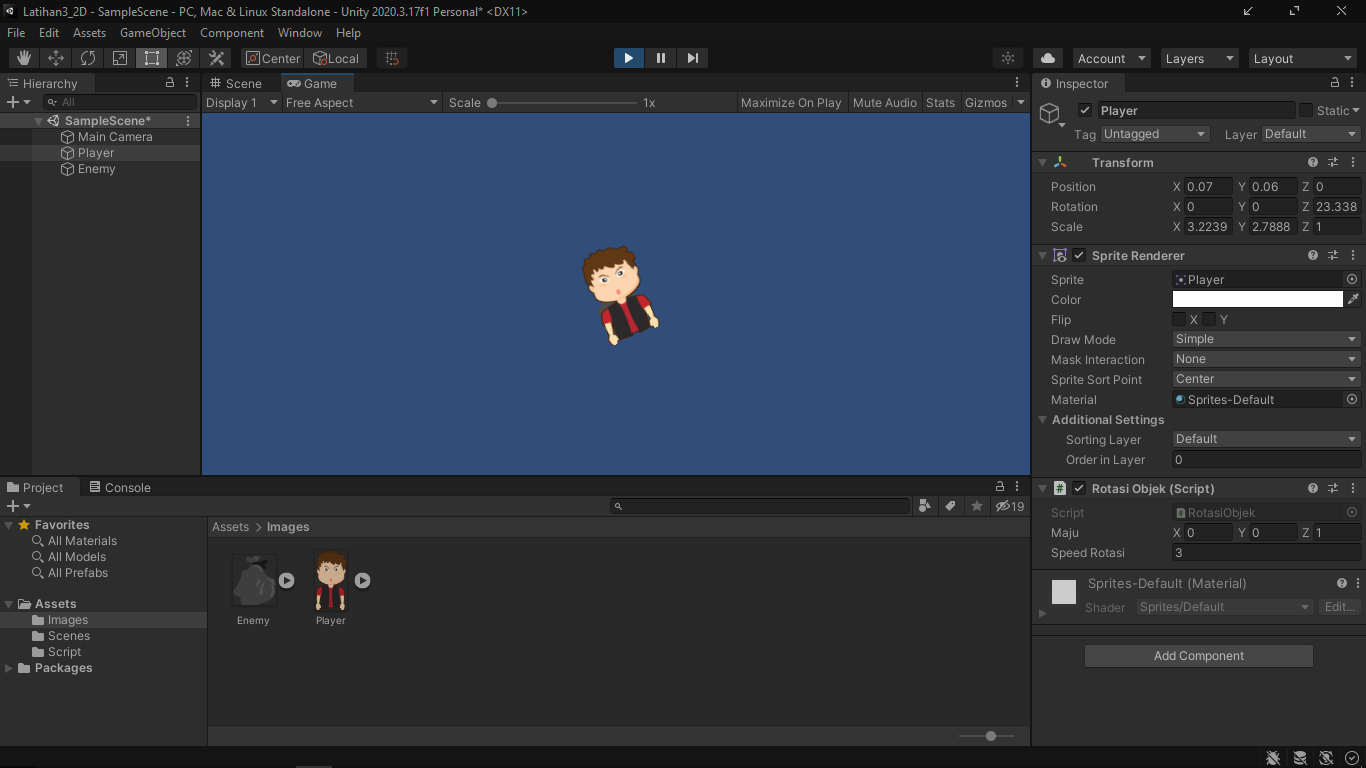 Latihan3_2D - SampleScene - PC, Mac & Linux Standalone - Unity 2020.3.17f1 Personal* <DX11>
File Edit Assets GameObject Component Window Help
Center Local Account Layers Layout
Hierarchy
All
SampleScene*
Main Camera
Player
Enemy
Scene Game
Display 1 Free Aspect Scale 1x Maximize On Play Mute Audio Stats Gizmos
Inspector
Player Static
Tag Untagged Layer Default
Transform
Position X 0.07 Y 0.06 Z 0
Rotation X 0 Y 0 Z 23.338
Scale X 3.2239 Y 2.7888 Z 1
Sprite Renderer
Sprite Player
Color
Flip X Y
Draw Mode Simple
Mask Interaction None
Sprite Sort Point Center
Material Sprites-Default
Additional Settings
Sorting Layer Default
Order in Layer 0
# Rotasi Objek (Script)
Script RotasiObjek
Maju X 0 Y 0 Z 1
Speed Rotasi 3
Sprites-Default (Material)
Shader Sprites/Default Edit...
Add Component
Project Console
19
Favorites
All Materials
All Models
All Prefabs
Assets
Images
Scenes
Script
Packages
Assets > Images
Enemy Player